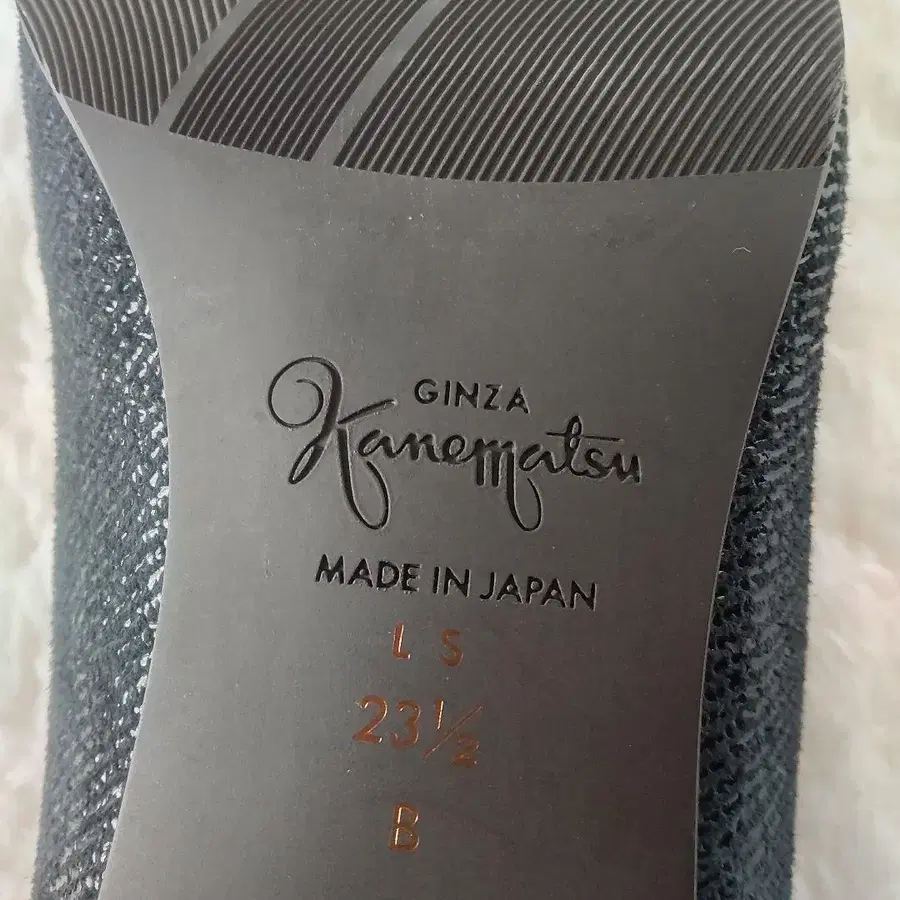 GINZA
Kanematsu
MADE IN JAPAN
L S
23½
B